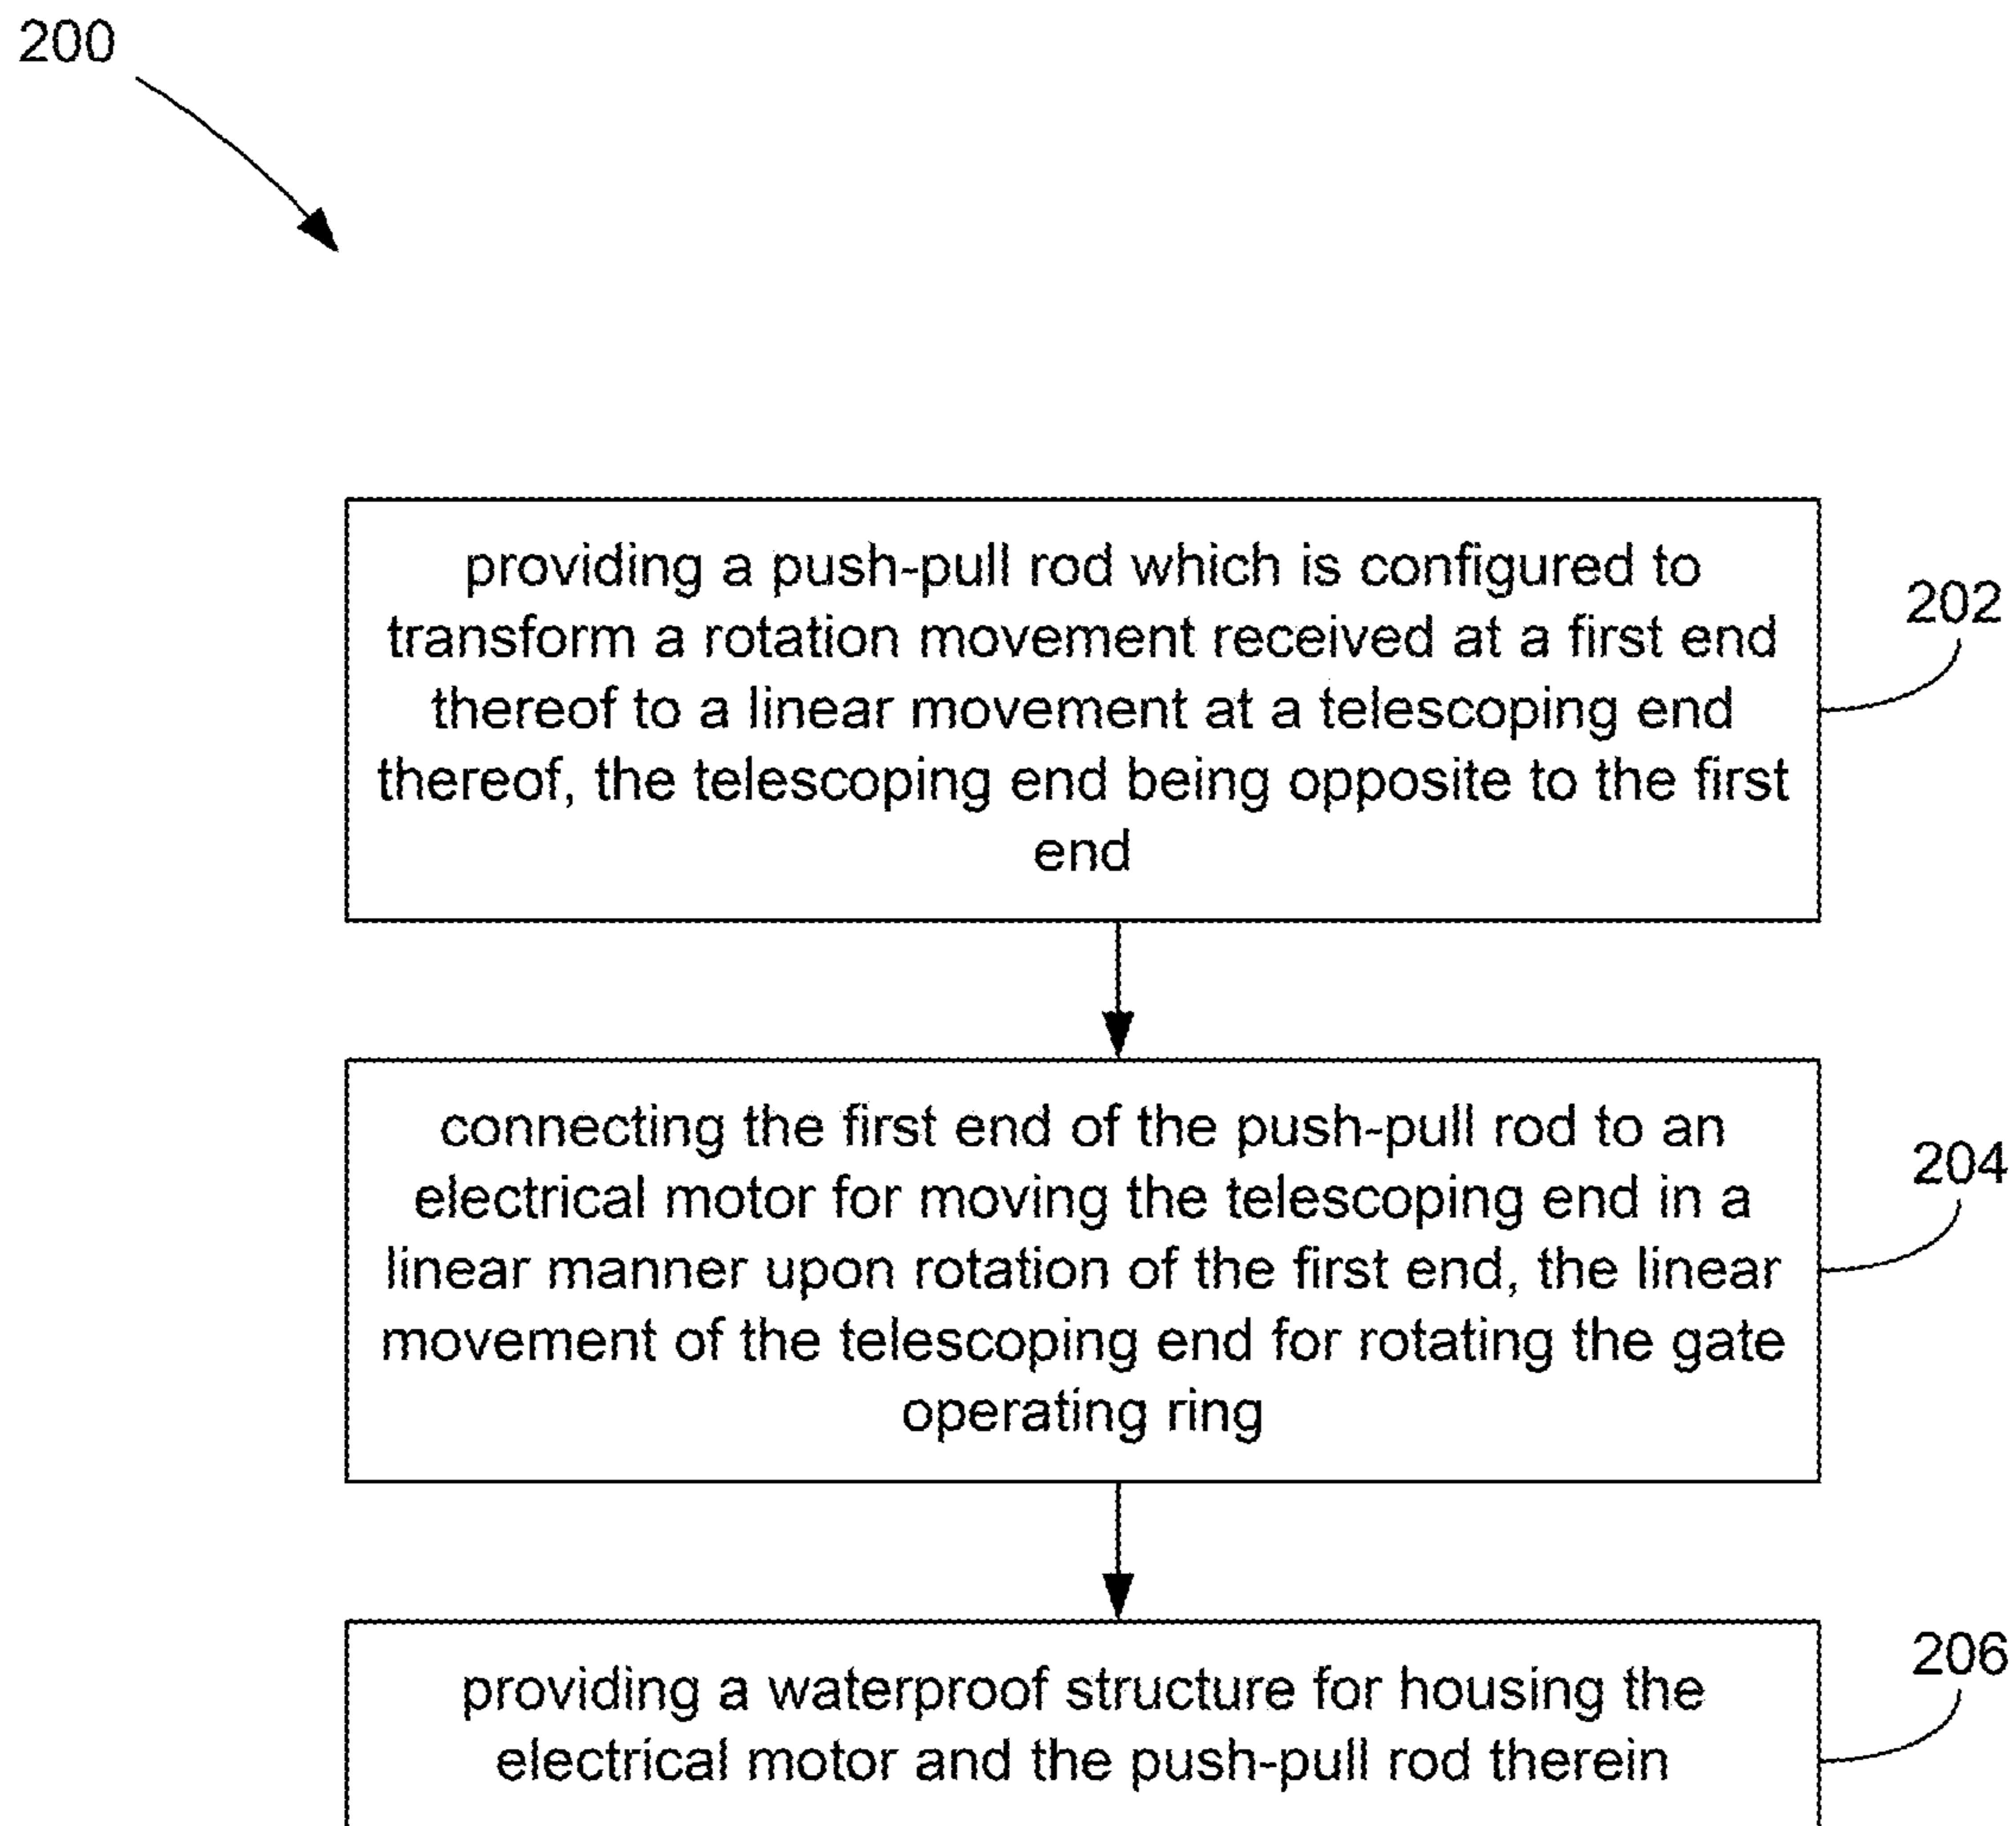 200
providing a push-pull rod which is configured to
transform a rotation movement received at a first end
thereof to a linear movement at a telescoping end
thereof, the telescoping end being opposite to the first
end
202
connecting the first end of the push-pull rod to an
electrical motor for moving the telescoping end in a
linear manner upon rotation of the first end, the linear
movement of the telescoping end for rotating the gate
operating ring
204
providing a waterproof structure for housing the
electrical motor and the push-pull rod therein
206